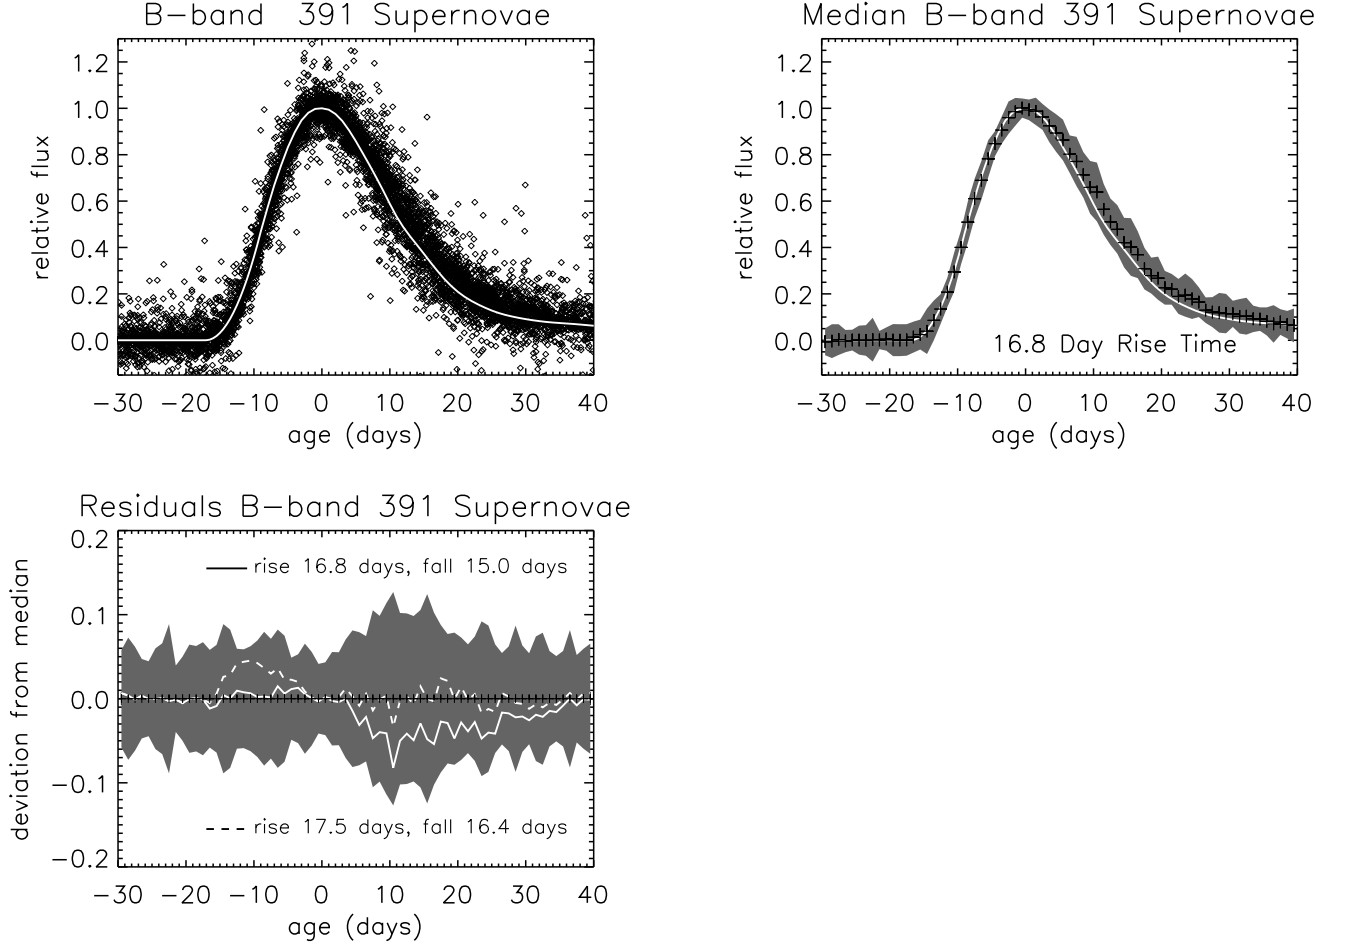 B-band 391 Supernovae
relative flux
1.2
1.0
0.8
0.6
0.4
0.2
0.0
-30 -20 -10 0 10 20 30 40
age (days)
Median B-band 391 Supernovae
relative flux
1.2
1.0
0.8
0.6
0.4
0.2
0.0
16.8 Day Rise Time
-30 -20 -10 0 10 20 30 40
age (days)
Residuals B-band 391 Supernovae
deviation from median
0.2
0.1
0.0
-0.1
-0.2
rise 16.8 days, fall 15.0 days
rise 17.5 days, fall 16.4 days
-30 -20 -10 0 10 20 30 40
age (days)